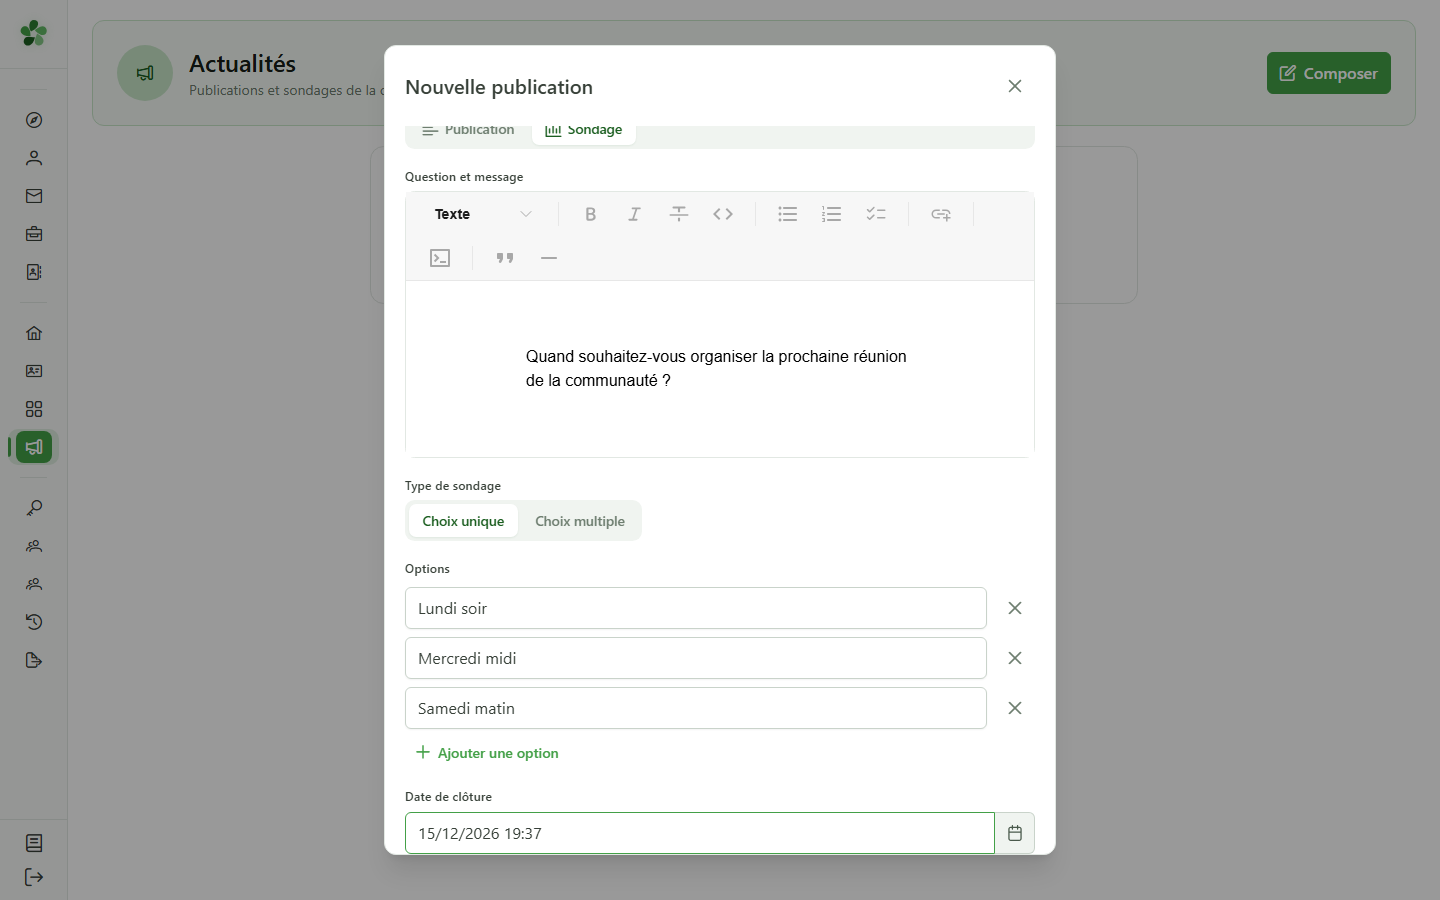 Actualités
Publications et sondages de la
Composer
Nouvelle publication
Publication
Sondage
Question et message
Texte
Quand souhaitez-vous organiser la prochaine réunion
de la communauté ?
Type de sondage
Choix unique
Choix multiple
Options
Lundi soir
Mercredi midi
Samedi matin
Ajouter une option
Date de clôture
15/12/2026 19:37